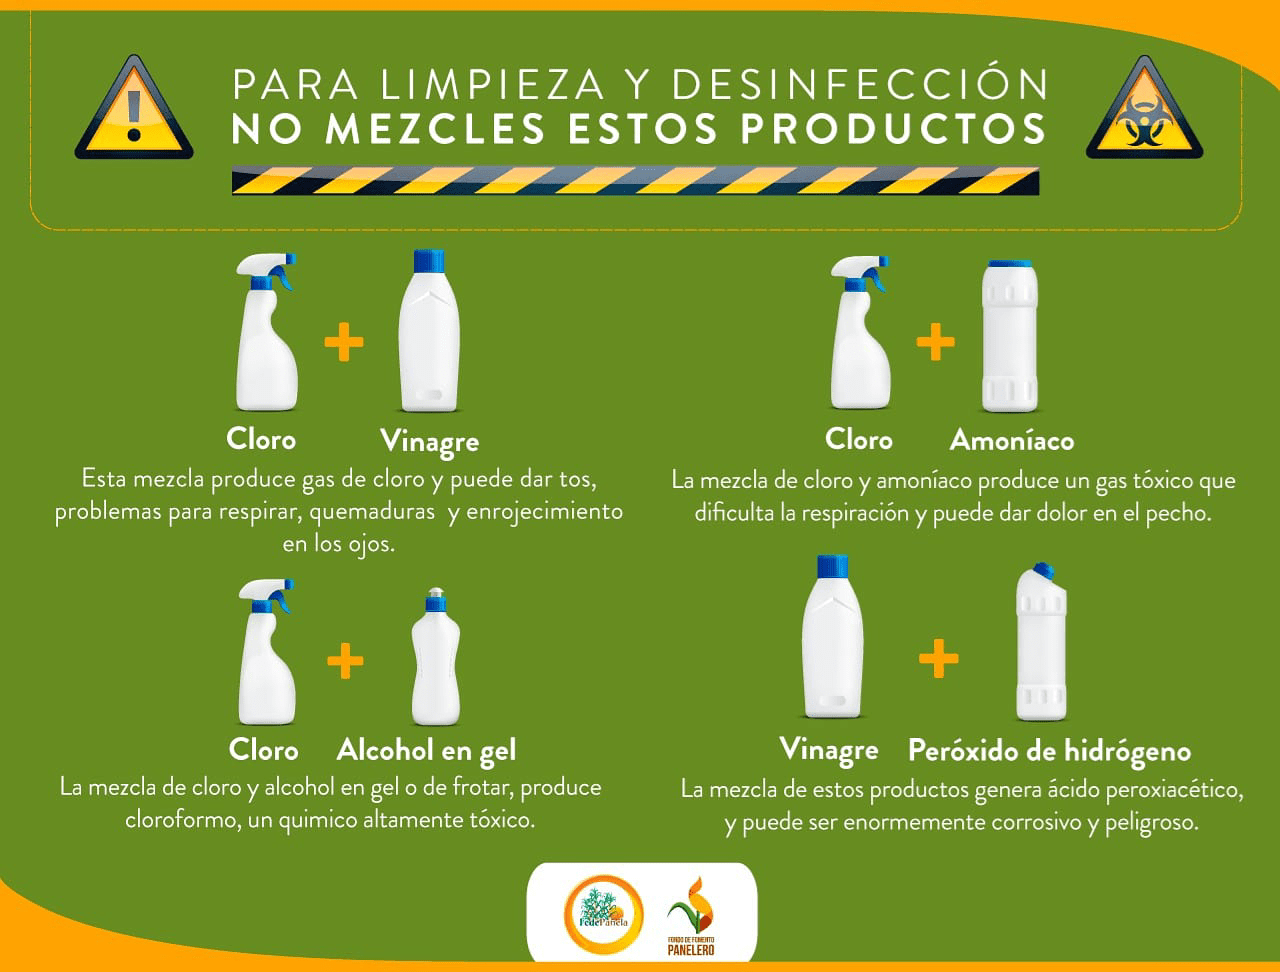 PARA LIMPIEZA Y DESINFECCIÓN
NO MEZCLES ESTOS PRODUCTOS
Cloro + Vinagre
Esta mezcla produce gas de cloro y puede dar tos,
problemas para respirar, quemaduras y enrojecimiento
en los ojos.
Cloro + Amoníaco
La mezcla de cloro y amoníaco produce un gas tóxico que
dificulta la respiración y puede dar dolor en el pecho.
Cloro + Alcohol en gel
La mezcla de cloro y alcohol en gel o de frotar, produce
cloroformo, un quimico altamente tóxico.
Vinagre + Peróxido de hidrógeno
La mezcla de estos productos genera ácido peroxiacético,
y puede ser enormemente corrosivo y peligroso.
FedePanela
FONDO DE FOMENTO
PANELERO